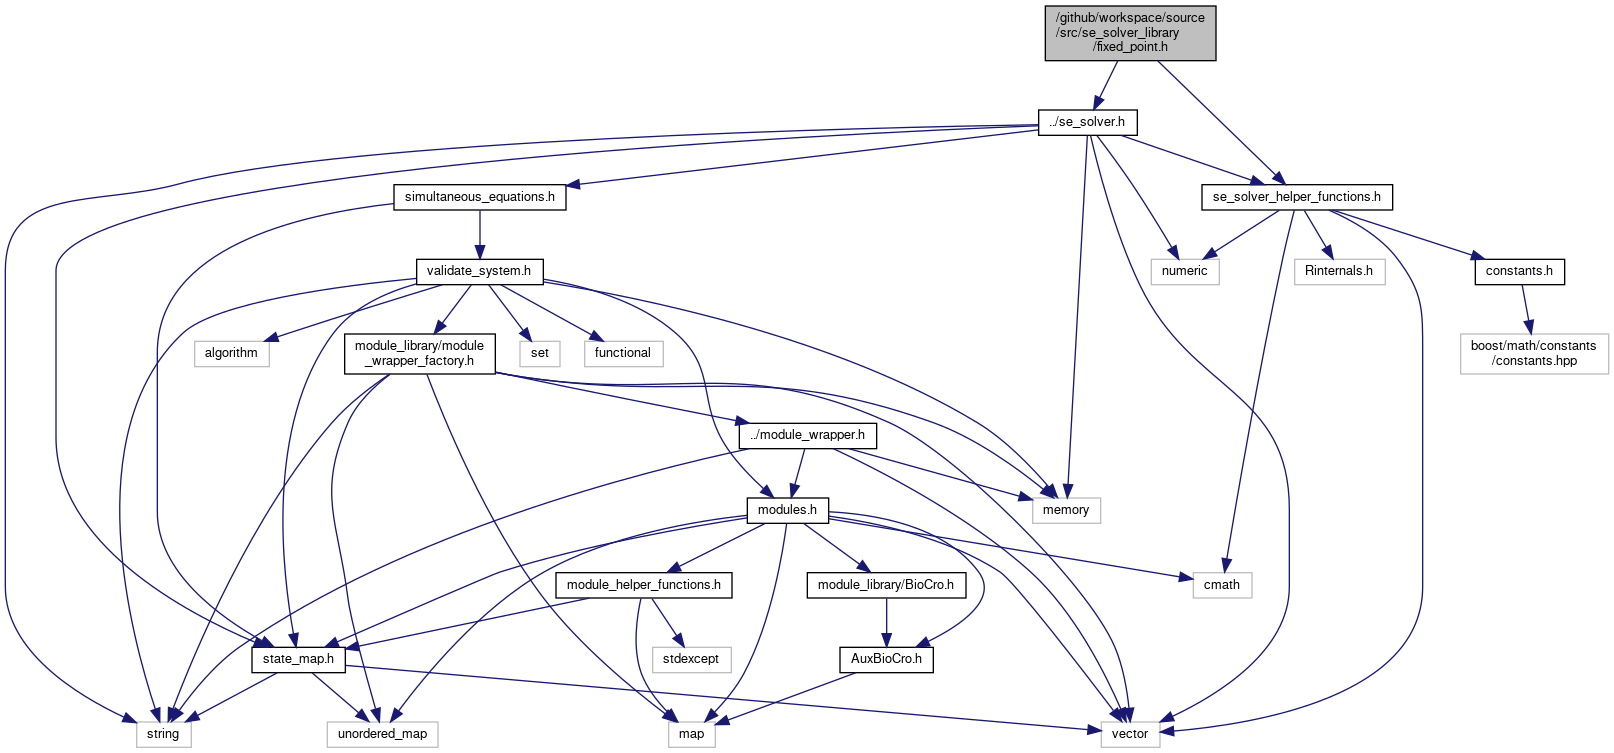 /github/workspace/source
/src/se_solver_library
/fixed_point.h
../se_solver.h
simultaneous_equations.h
se_solver_helper_functions.h
validate_system.h
numeric
Rinternals.h
constants.h
algorithm
module_library/module
_wrapper_factory.h
set
functional
boost/math/constants
/constants.hpp
../module_wrapper.h
modules.h
memory
module_helper_functions.h
module_library/BioCro.h
cmath
state_map.h
stdexcept
AuxBioCro.h
string
unordered_map
map
vector